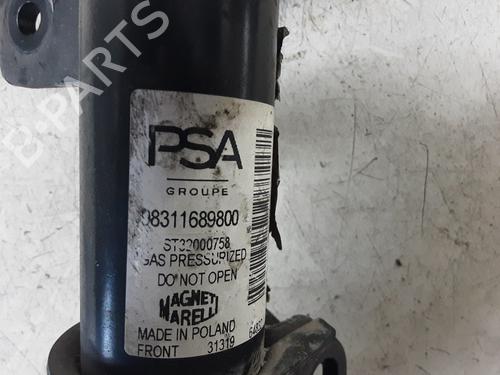 B-PARTS
PSA
GROUPE
98311689800
ST32000758
GAS PRESSURIZED
DO NOT OPEN
MAGNETI
MARELLI
MADE IN POLAND
FRONT 31319